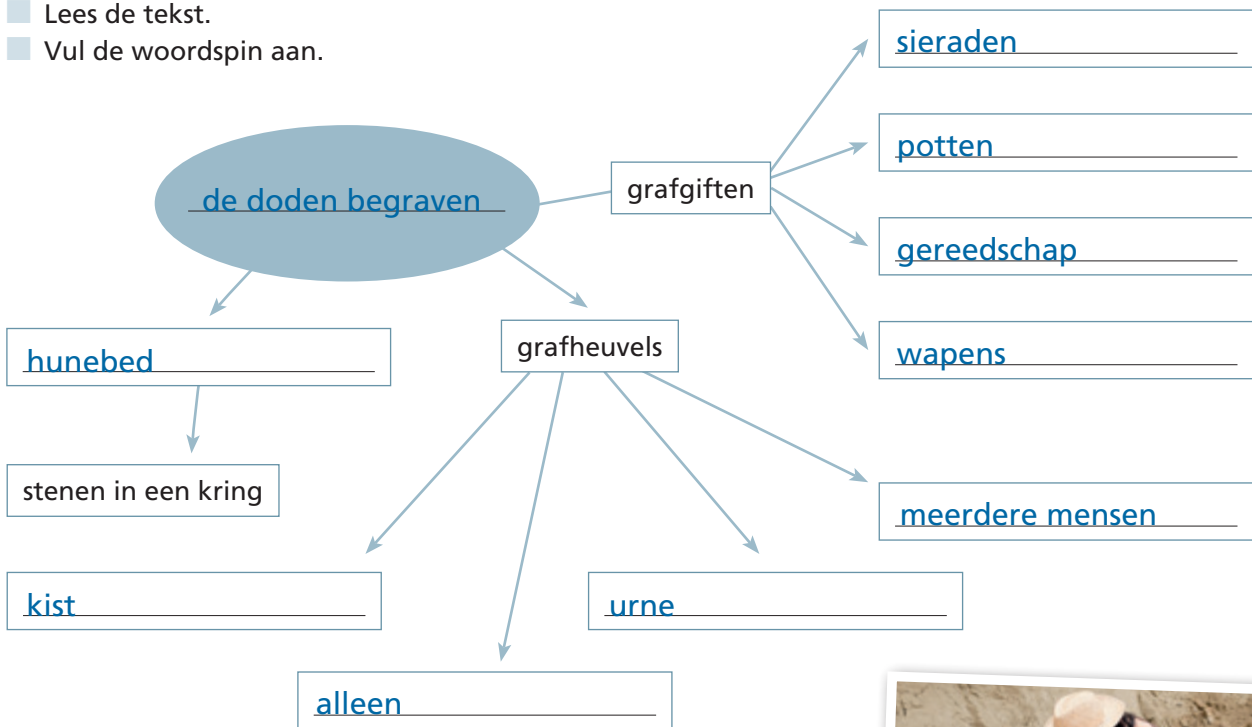 Lees de tekst.
Vul de woordspin aan.
sieraden
potten
de doden begraven
grafgiften
gereedschap
hunebed
grafheuvels
wapens
stenen in een kring
meerdere mensen
kist
urne
alleen